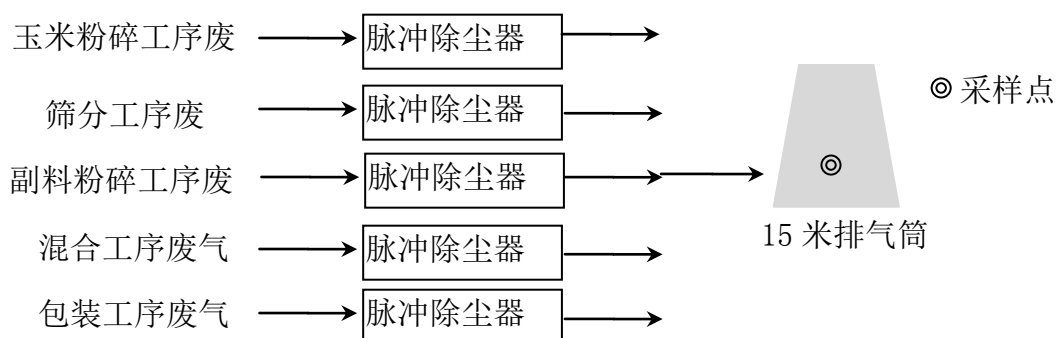 玉米粉碎工序废
脉冲除尘器
筛分工序废
脉冲除尘器
◎采样点
副料粉碎工序废
脉冲除尘器
◎
15 米排气筒
混合工序废气
脉冲除尘器
包装工序废气
脉冲除尘器